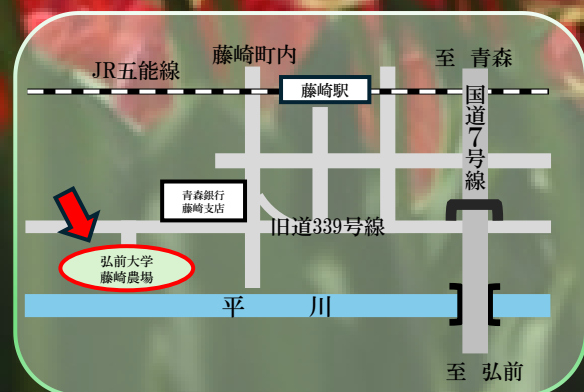 藤崎町内
至 青森
JR五能線
藤崎駅
国道7号線
青森銀行
藤崎支店
旧道339号線
弘前大学
藤崎農場
平 川
至 弘前